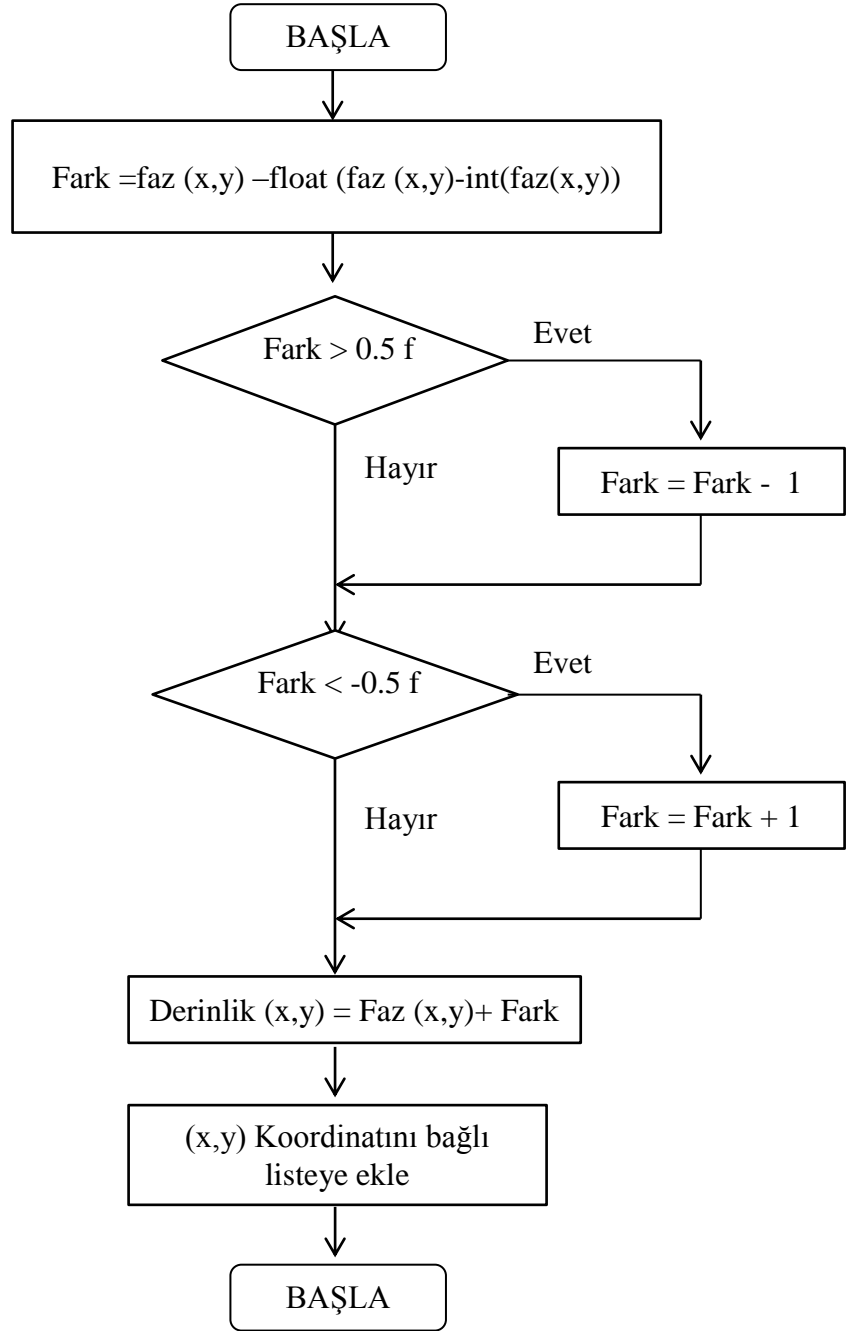 BAŞLA
Fark =faz (x,y) –float (faz (x,y)-int(faz(x,y))
Fark > 0.5 f
Evet
Hayır
Fark = Fark - 1
Fark < -0.5 f
Evet
Hayır
Fark = Fark + 1
Derinlik (x,y) = Faz (x,y)+ Fark
(x,y) Koordinatını bağlı
listeye ekle
BAŞLA